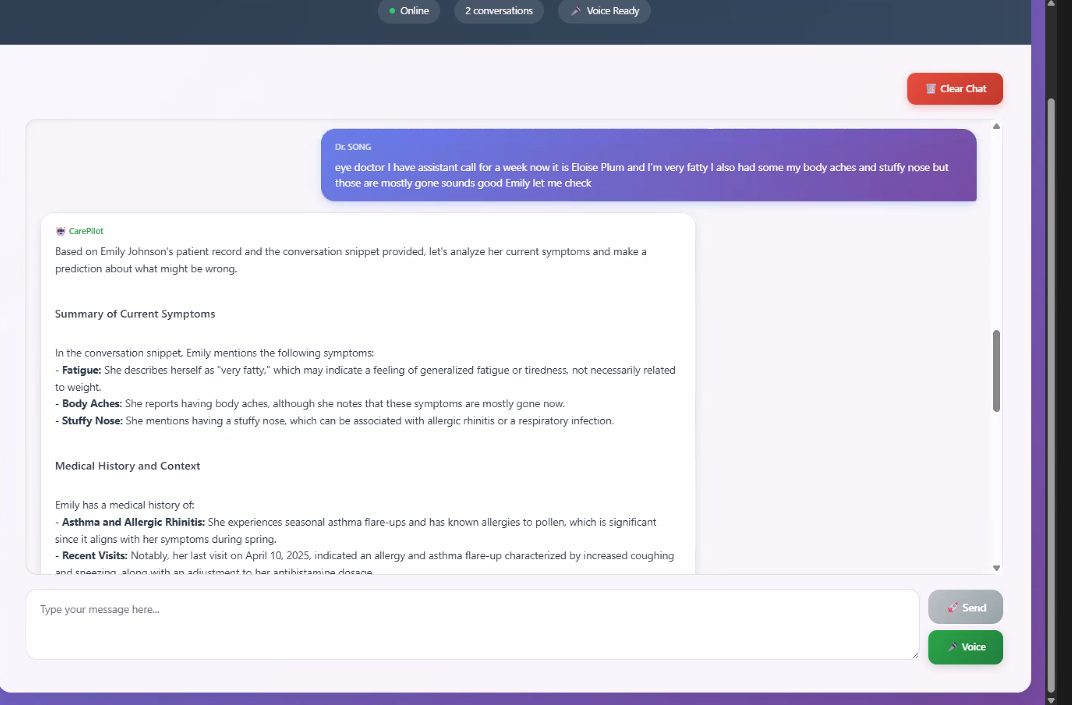 Online
2 conversations
Voice Ready
Clear Chat
Dr. SONG
eye doctor I have assistant call for a week now it is Eloise Plum and I'm very fatty I also had some my body aches and stuffy nose but
those are mostly gone sounds good Emily let me check
CarePilot
Based on Emily Johnson's patient record and the conversation snippet provided, let's analyze her current symptoms and make a
prediction about what might be wrong.
Summary of Current Symptoms
In the conversation snippet, Emily mentions the following symptoms:
- Fatigue: She describes herself as "very fatty," which may indicate a feeling of generalized fatigue or tiredness, not necessarily related
to weight.
- Body Aches: She reports having body aches, although she notes that these symptoms are mostly gone now.
- Stuffy Nose: She mentions having a stuffy nose, which can be associated with allergic rhinitis or a respiratory infection.
Medical History and Context
Emily has a medical history of:
- Asthma and Allergic Rhinitis: She experiences seasonal asthma flare-ups and has known allergies to pollen, which is significant
since it aligns with her symptoms during spring.
- Recent Visits: Notably, her last visit on April 10, 2025, indicated an allergy and asthma flare-up characterized by increased coughing
and sneezing, along with an adjustment to her antihistamine dosage.
Type your message here...
Send
Voice